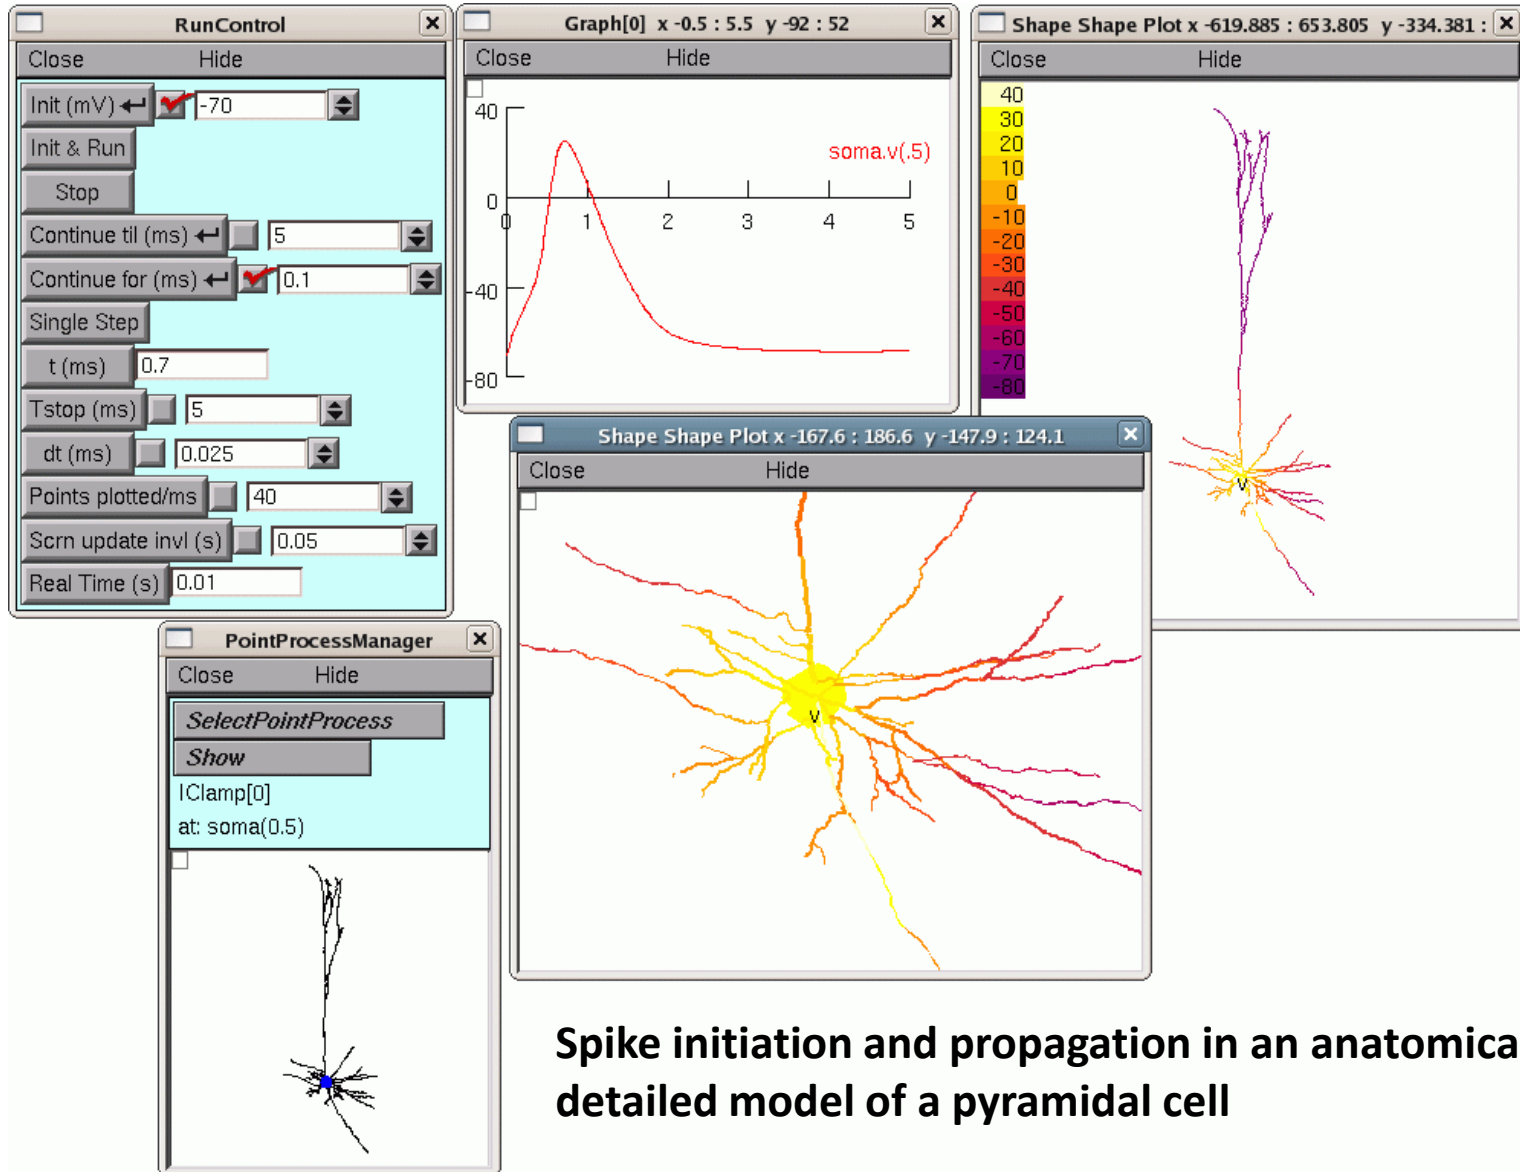 RunControl
Close Hide
Init (mV) -70
Init & Run
Stop
Continue til (ms) 5
Continue for (ms) 0.1
Single Step
t (ms) 0.7
Tstop (ms) 5
dt (ms) 0.025
Points plotted/ms 40
Scrn update invl (s) 0.05
Real Time (s) 0.01
Graph[0] x -0.5 : 5.5 y -92 : 52
Close Hide
40
soma.v(.5)
0
0 1 2 3 4 5
-40
-80
Shape Shape Plot x -619.885 : 653.805 y -334.381 :
Close Hide
40
30
20
10
0
-10
-20
-30
-40
-50
-60
-70
-80
V
Shape Shape Plot x -167.6 : 186.6 y -147.9 : 124.1
Close Hide
V
PointProcessManager
Close Hide
SelectPointProcess
Show
IClamp[0]
at: soma(0.5)
Spike initiation and propagation in an anatomica
detailed model of a pyramidal cell